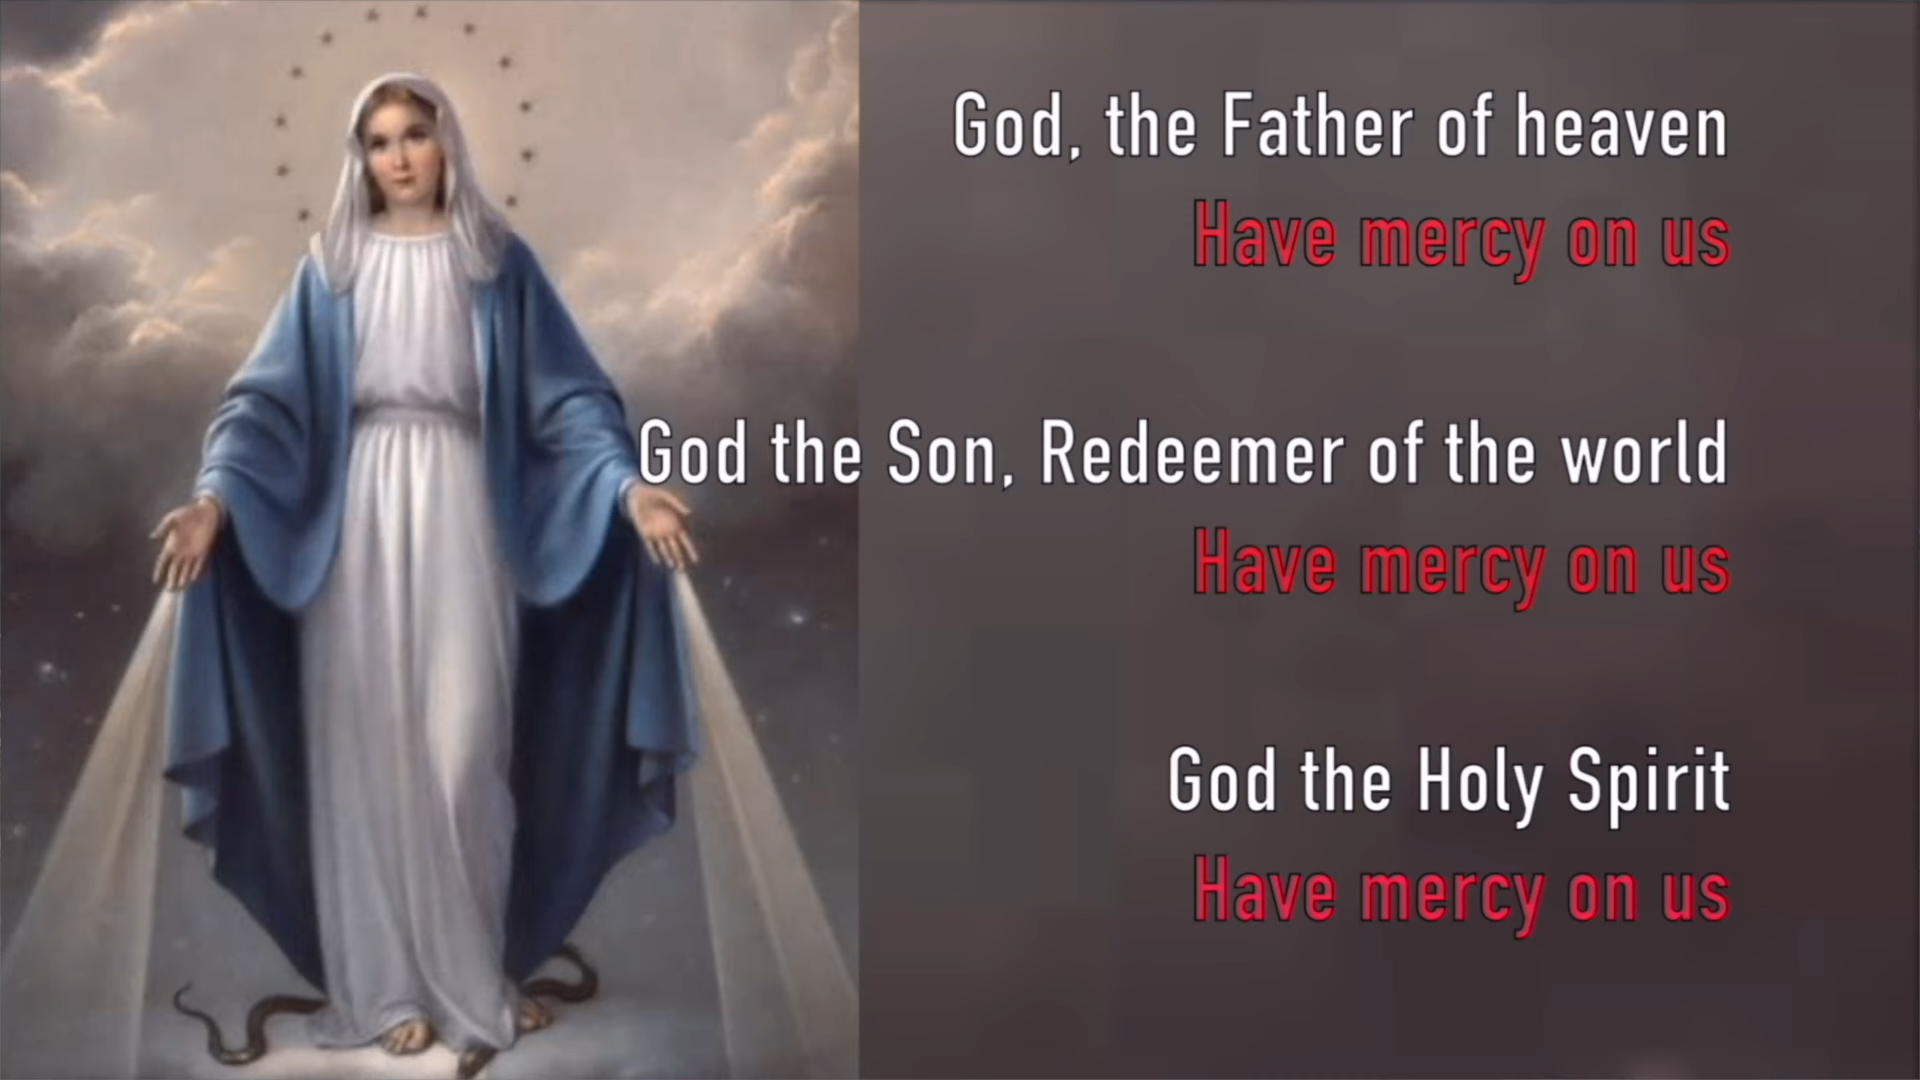 God, the Father of heaven
Have mercy on us
God the Son, Redeemer of the world
Have mercy on us
God the Holy Spirit
Have mercy on us